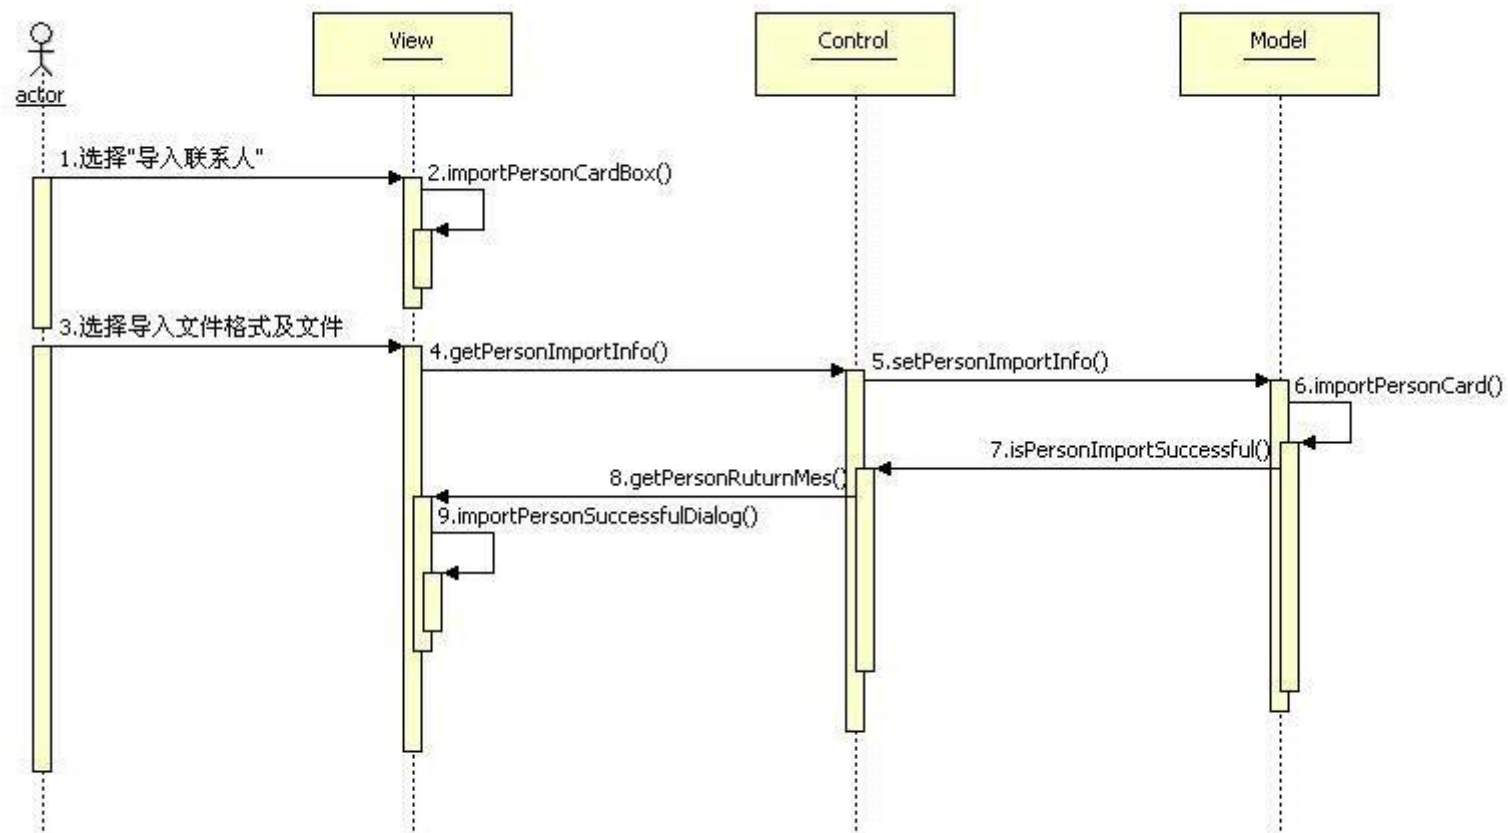 View
Control
Model
actor
1.选择"导入联系人"
2.importPersonCardBox()
3.选择导入文件格式及文件
4.getPersonImportInfo()
5.setPersonImportInfo()
6.importPersonCard()
7.isPersonImportSuccessful()
8.getPersonRuturnMes()
9.importPersonSuccessfulDialog()